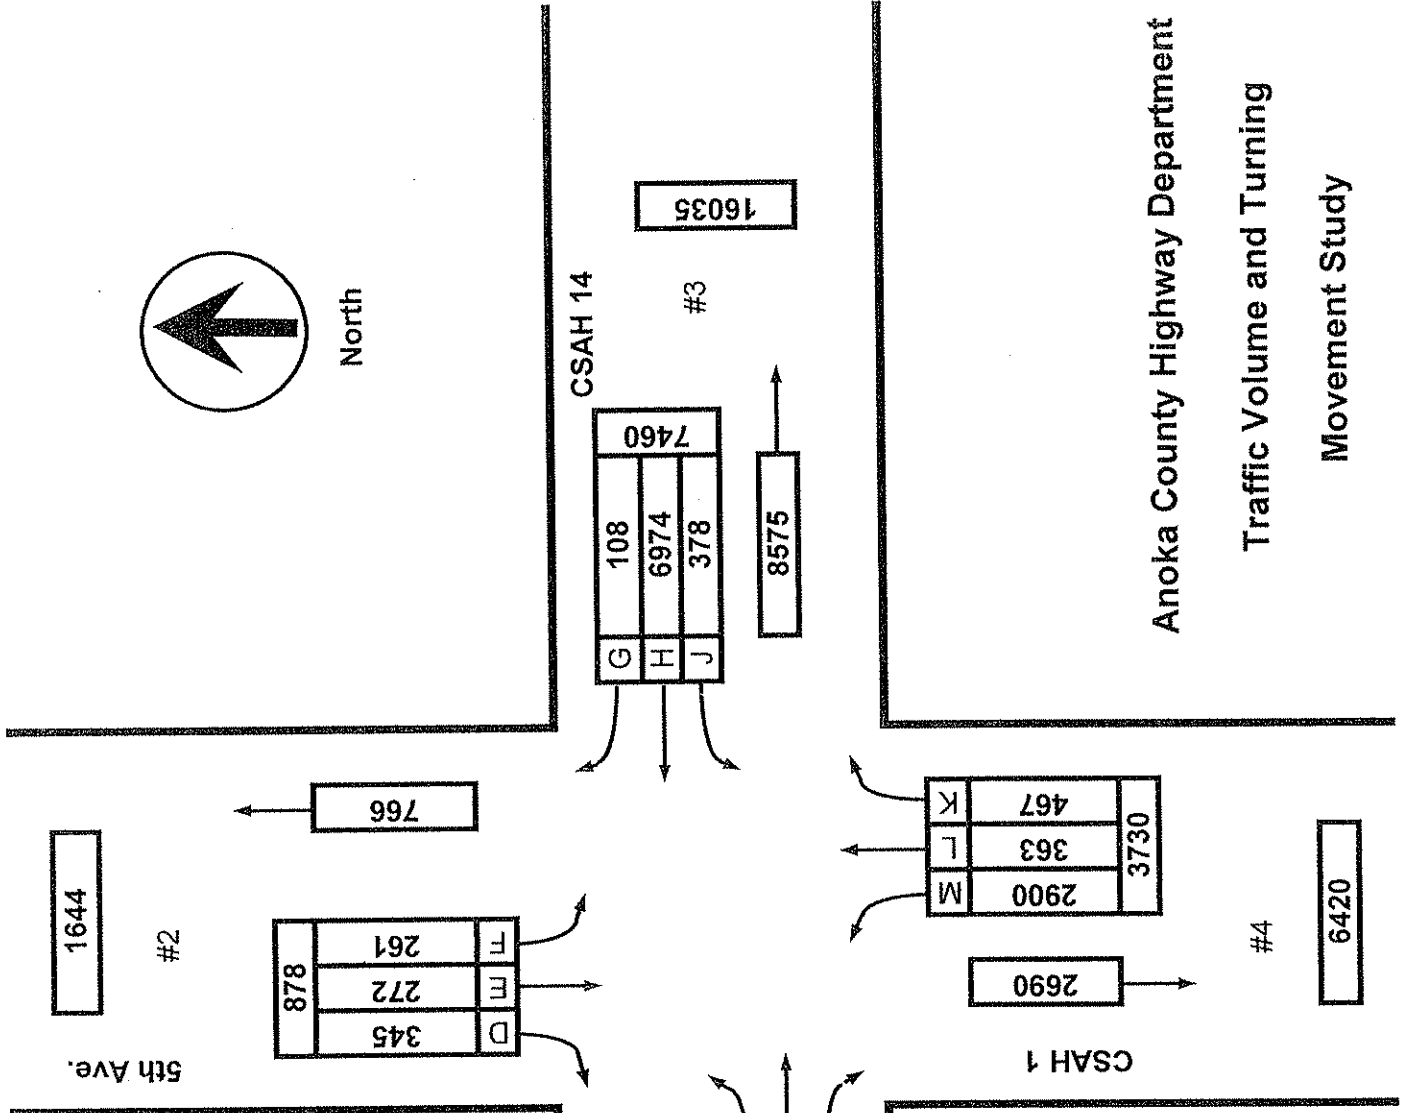 North
1644
#2
5th Ave.
766
878
345
272
261
D
E
F
CSAH 14
#3
16035
7460
G
108
H
6974
J
378
8575
M
L
K
2900
363
467
3730
2690
#4
6420
CSAH 1
Anoka County Highway Department
Traffic Volume and Turning
Movement Study